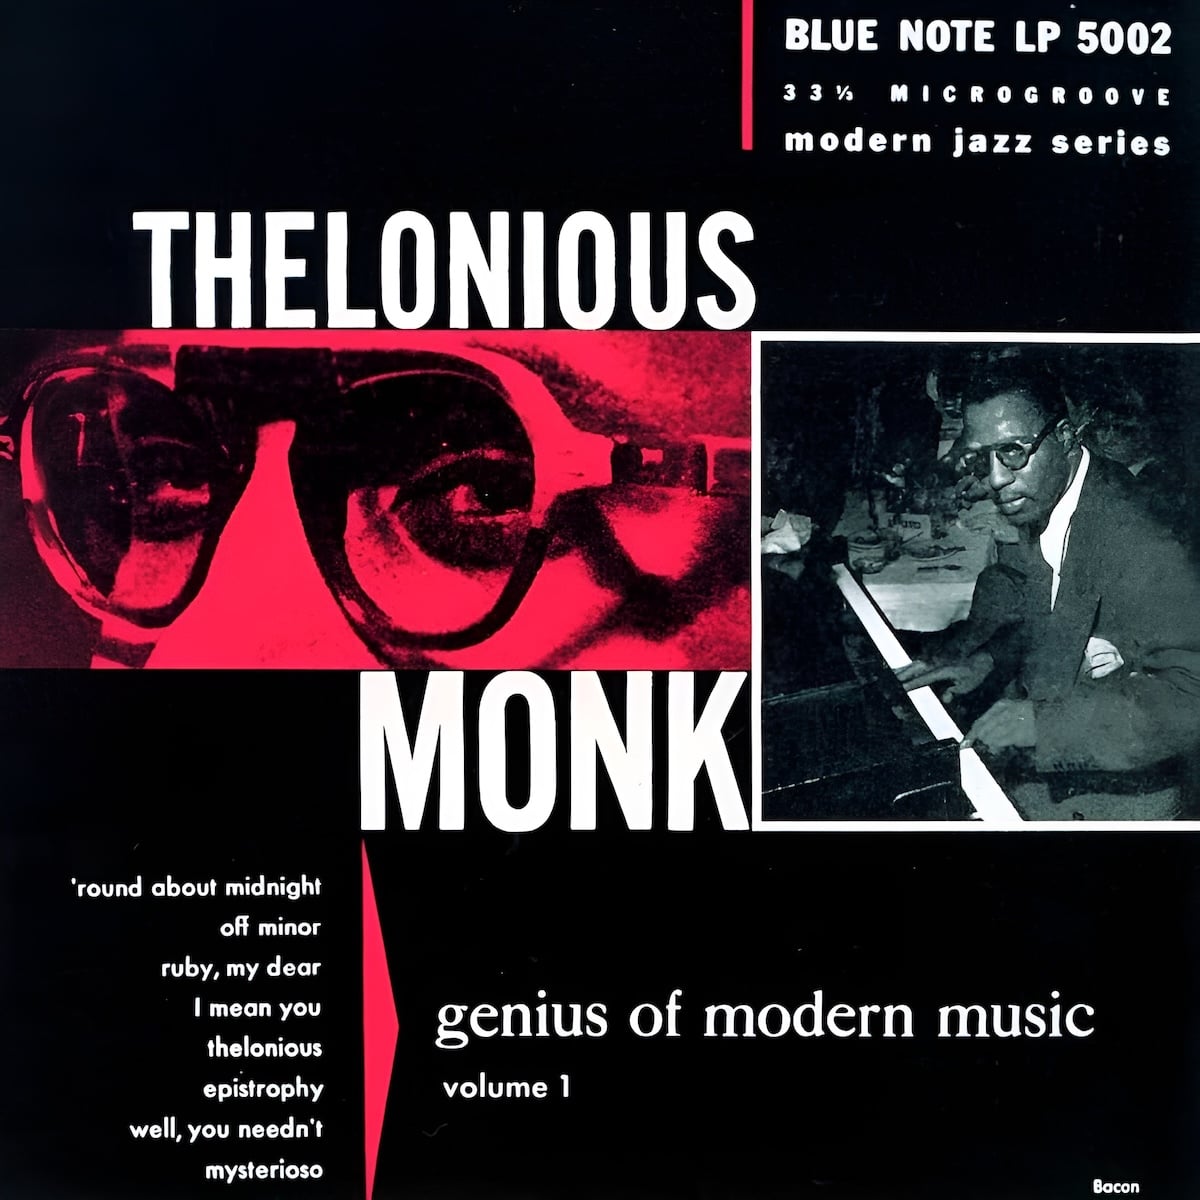 BLUE NOTE LP 5002
33⅓ MICROGROOVE
modern jazz series
THELONIOUS
MONK
'round about midnight
off minor
ruby, my dear
I mean you
thelonious
epistrophy
well, you needn't
mysterioso
genius of modern music
volume 1
Bacon